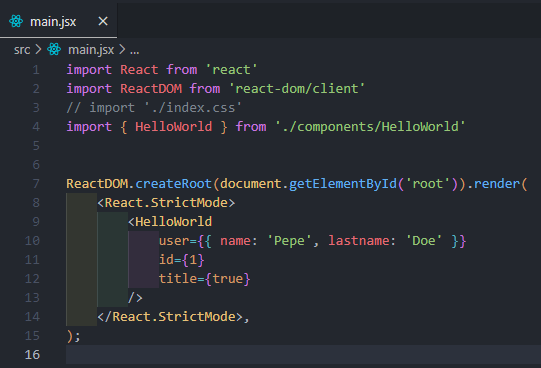 main.jsx ×
src > main.jsx > ...
1 import React from 'react'
2 import ReactDOM from 'react-dom/client'
3 // import './index.css'
4 import { HelloWorld } from './components/HelloWorld'
5
6
7 ReactDOM.createRoot(document.getElementById('root')).render(
8     <React.StrictMode>
9         <HelloWorld
10             user={{ name: 'Pepe', lastname: 'Doe' }}
11             id={1}
12             title={true}
13         />
14     </React.StrictMode>,
15 );
16